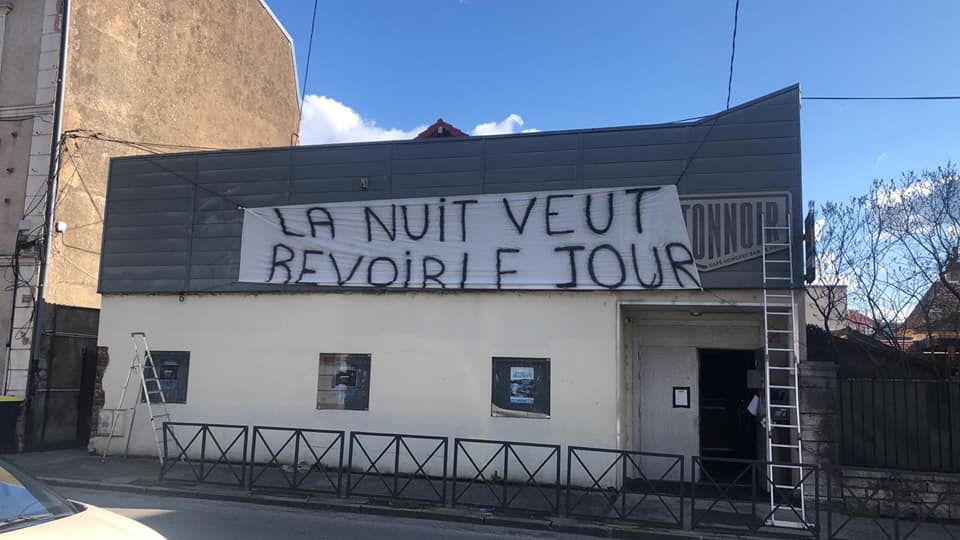 LA NUiT VEUT
REVOiR LE JOUR
TONNOIR